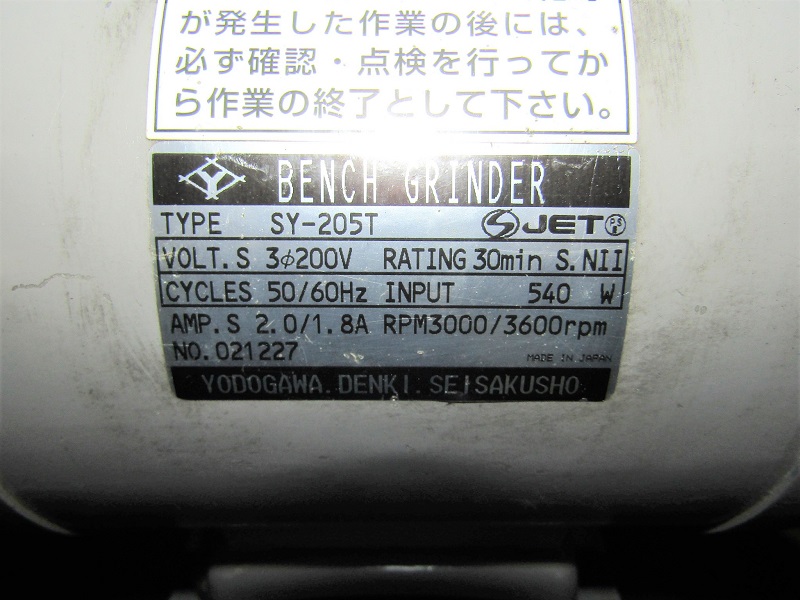 が発生した作業の後には、
必ず確認・点検を行ってか
ら作業の終了として下さい。
BENCH GRINDER
TYPE SY-205T JET PSE
VOLT.S 3φ200V RATING 30min S.NII
CYCLES 50/60Hz INPUT 540 W
AMP.S 2.0/1.8A RPM3000/3600rpm
NO.021227 MADE IN JAPAN
YODOGAWA.DENKI.SEISAKUSHO